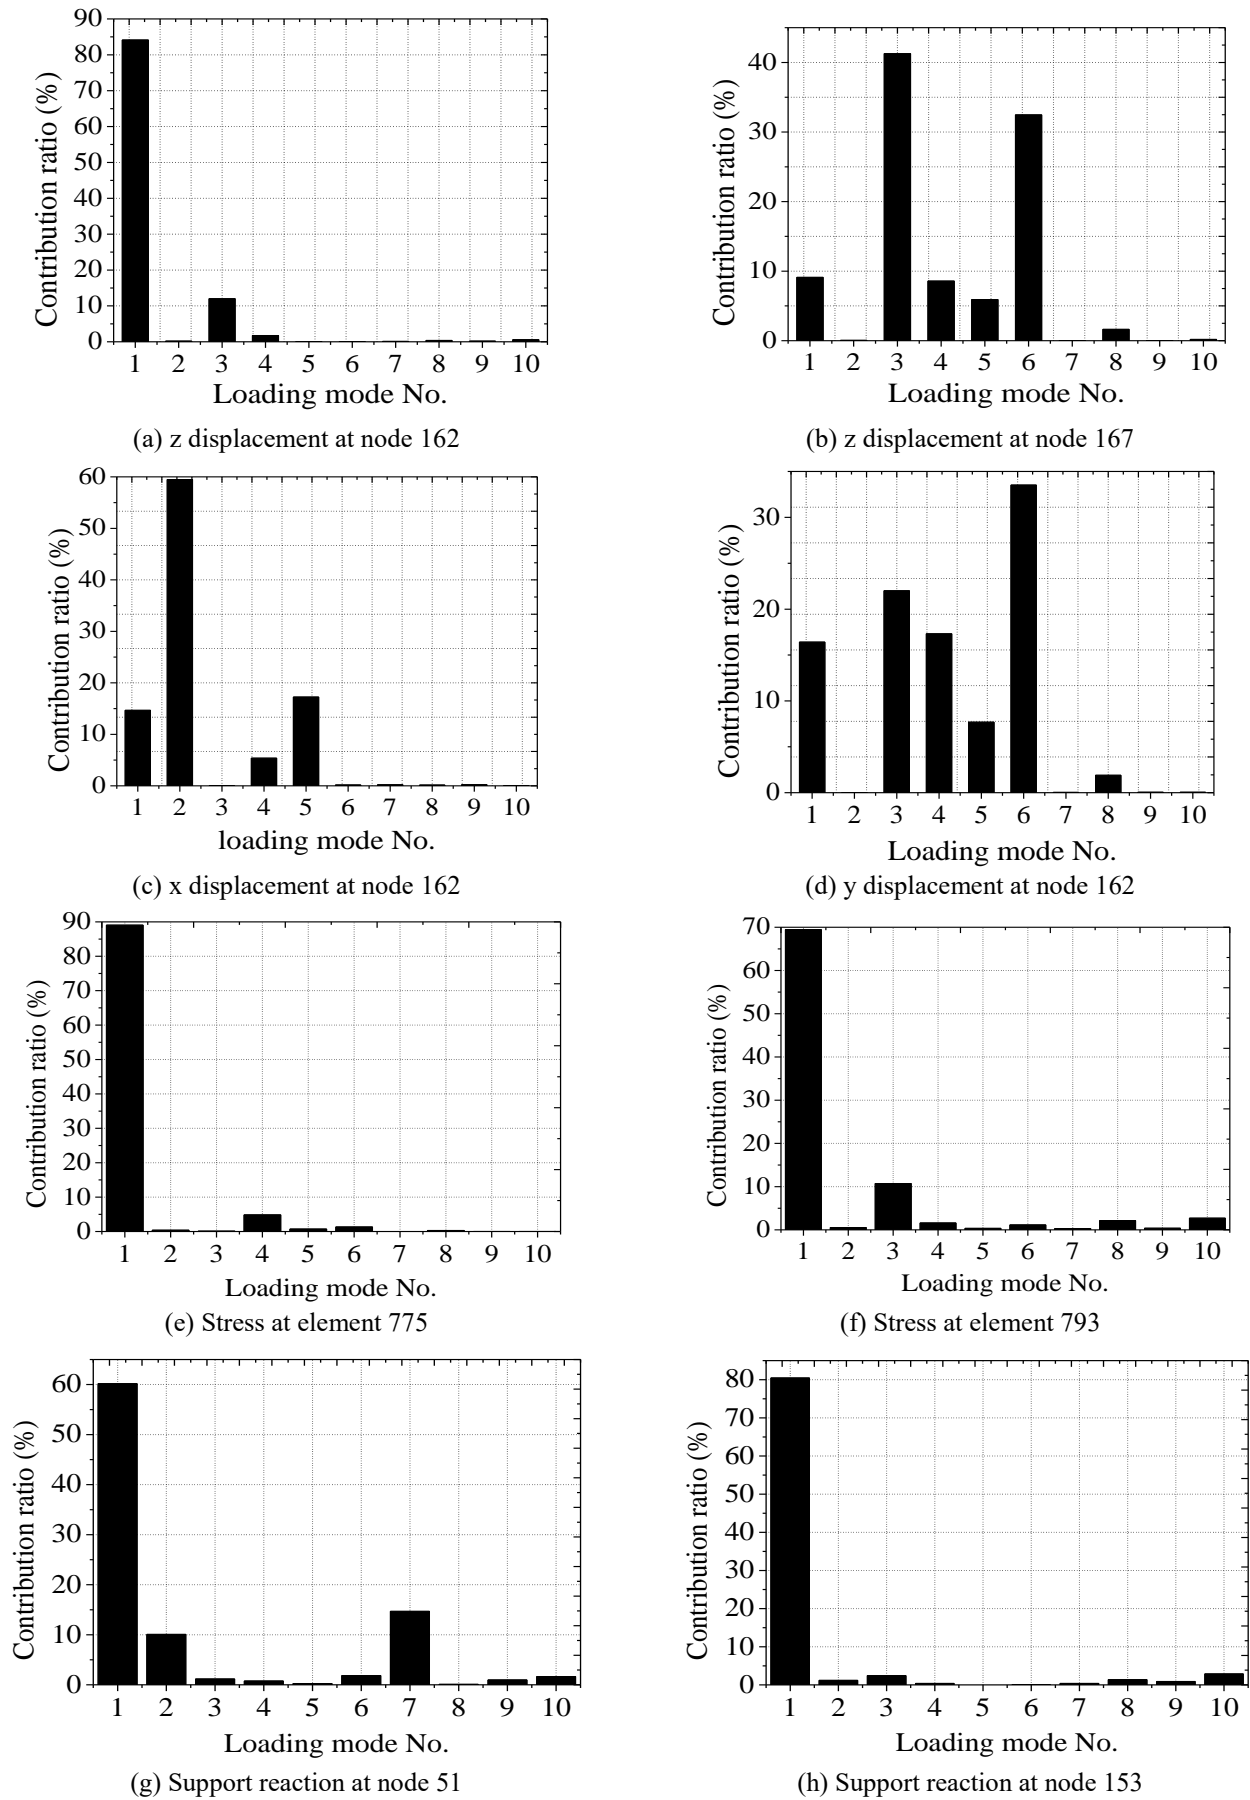 90
80
70
60
50
40
30
20
10
0
Contribution ratio (%)
1 2 3 4 5 6 7 8 9 10
Loading mode No.
(a) z displacement at node 162
40
30
20
10
0
Contribution ratio (%)
1 2 3 4 5 6 7 8 9 10
Loading mode No.
(b) z displacement at node 167
60
50
40
30
20
10
0
Contribution ratio (%)
1 2 3 4 5 6 7 8 9 10
loading mode No.
(c) x displacement at node 162
30
20
10
0
Contribution ratio (%)
1 2 3 4 5 6 7 8 9 10
Loading mode No.
(d) y displacement at node 162
90
80
70
60
50
40
30
20
10
0
Contribution ratio (%)
1 2 3 4 5 6 7 8 9 10
Loading mode No.
(e) Stress at element 775
70
60
50
40
30
20
10
0
Contribution ratio (%)
1 2 3 4 5 6 7 8 9 10
Loading mode No.
(f) Stress at element 793
60
50
40
30
20
10
0
Contribution ratio (%)
1 2 3 4 5 6 7 8 9 10
Loading mode No.
(g) Support reaction at node 51
80
70
60
50
40
30
20
10
0
Contribution ratio (%)
1 2 3 4 5 6 7 8 9 10
Loading mode No.
(h) Support reaction at node 153